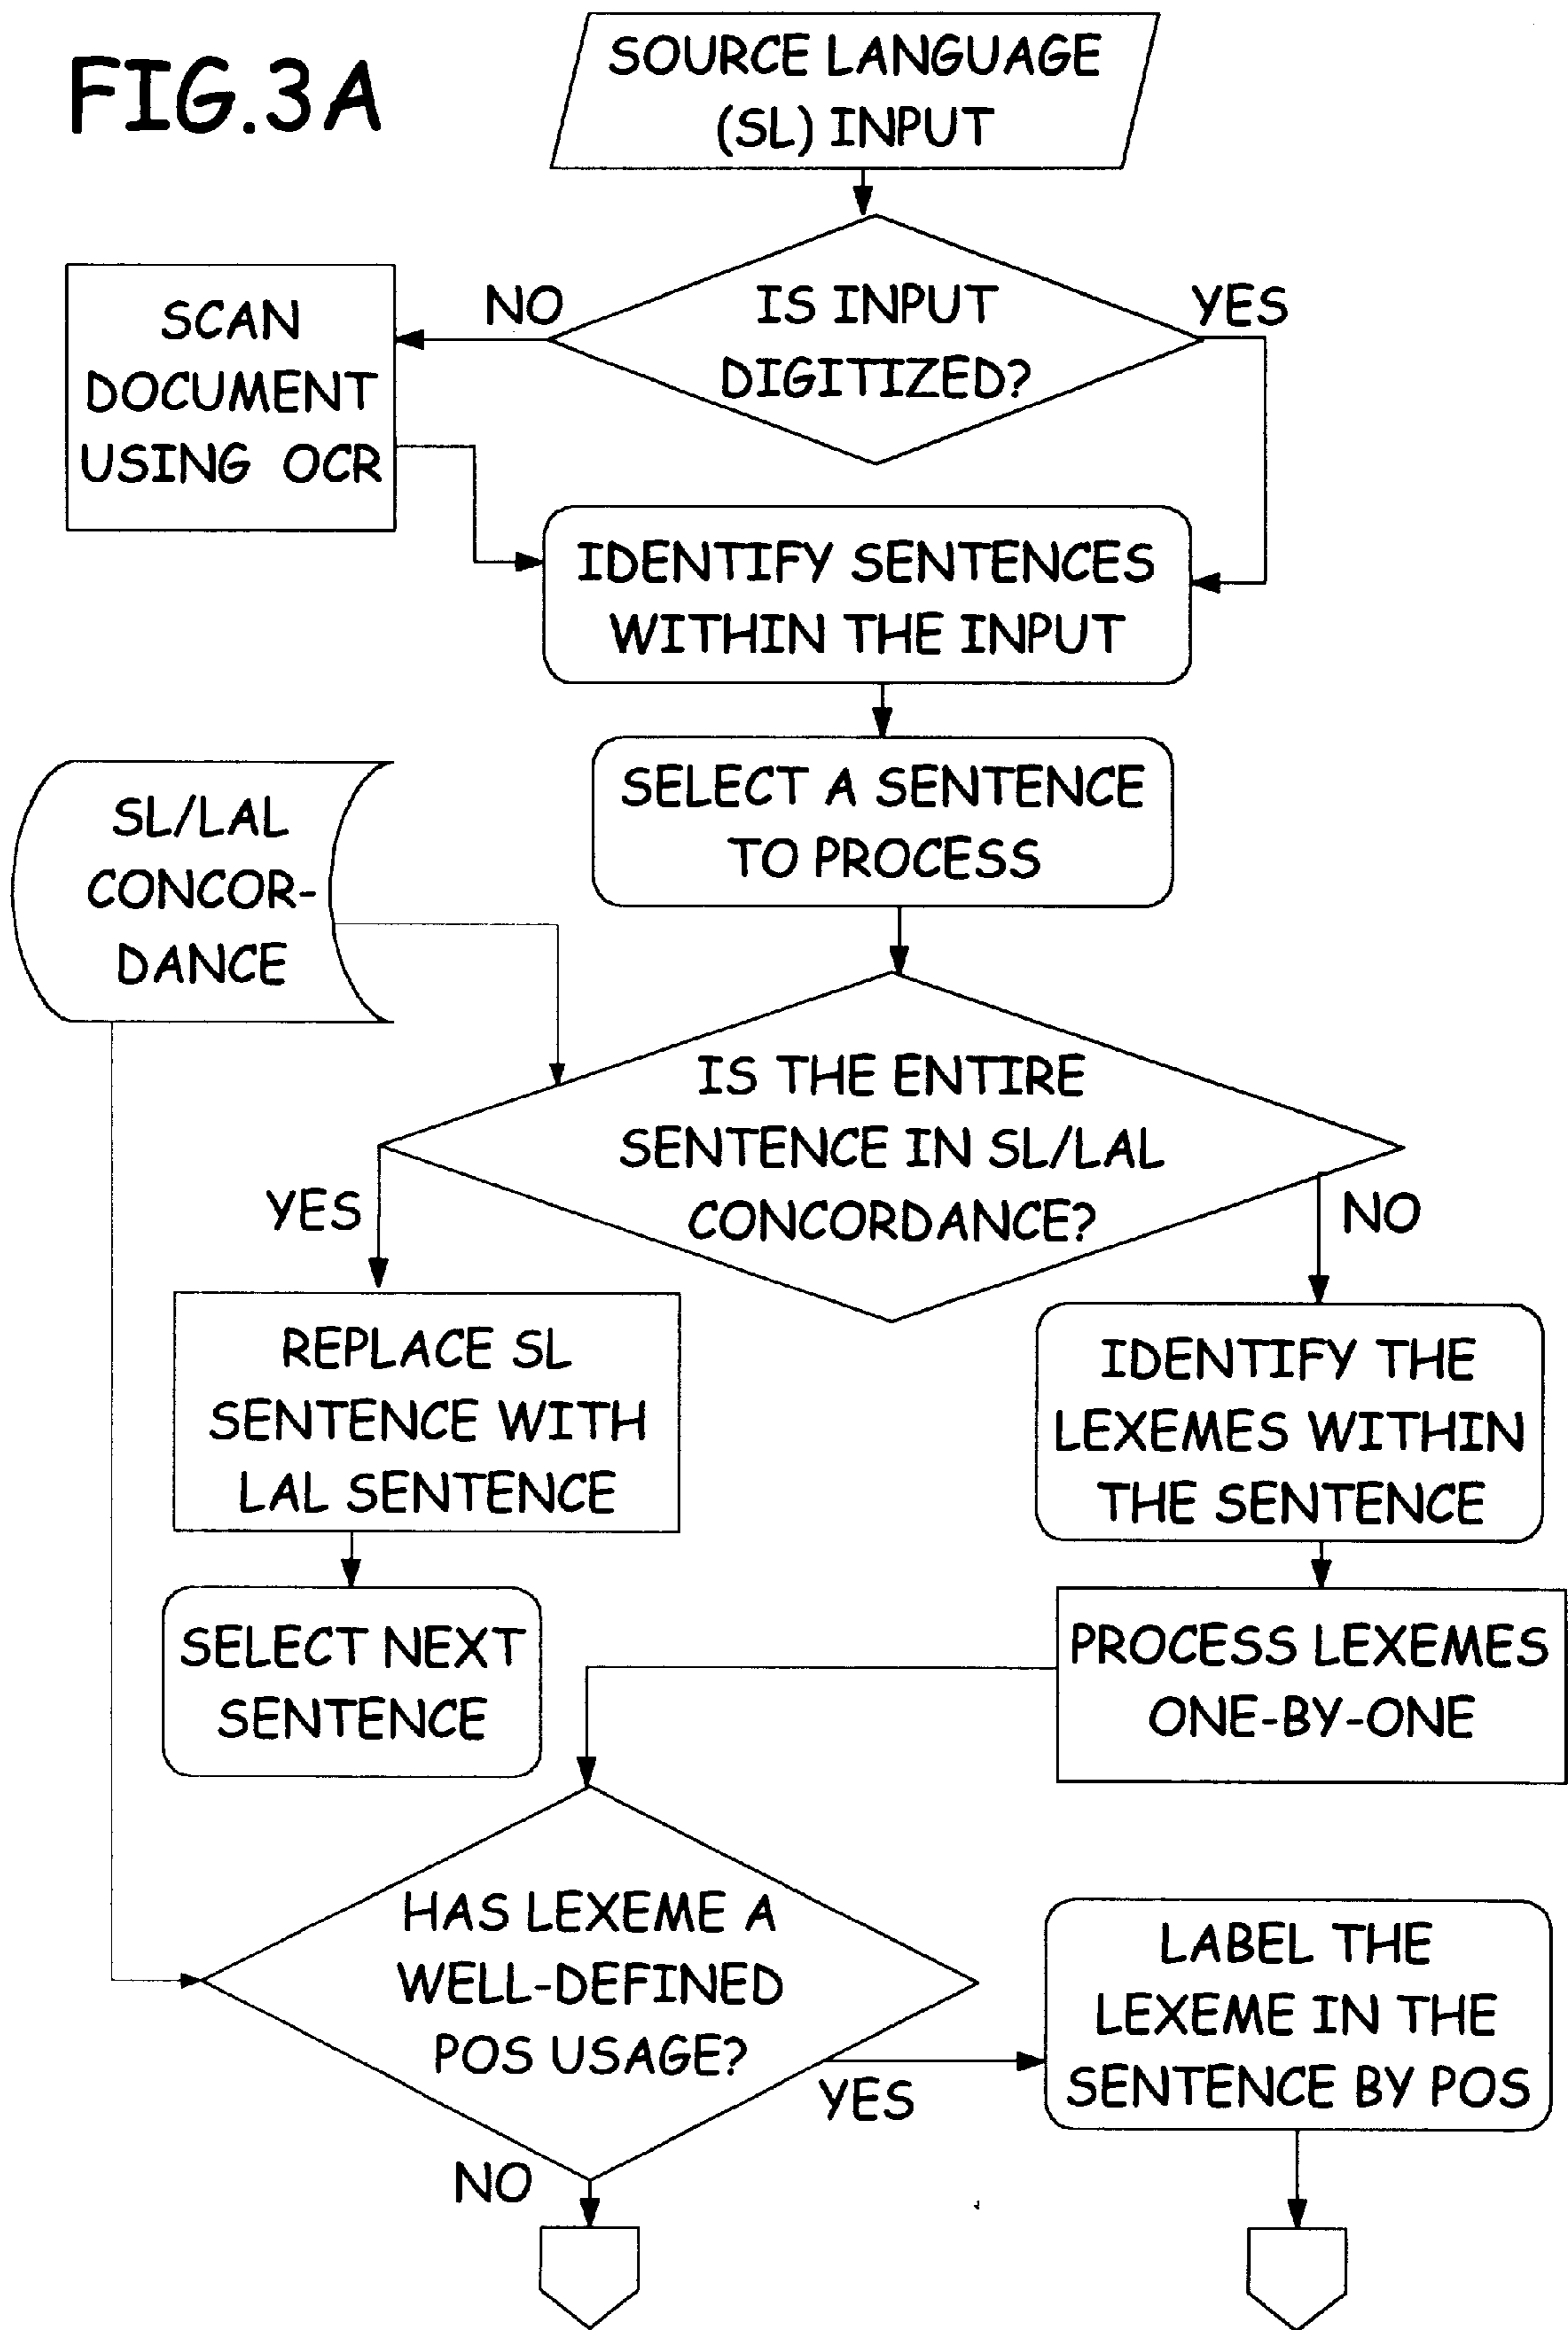 FIG.3A
SOURCE LANGUAGE
(SL) INPUT
IS INPUT
DIGITIZED?
NO
YES
SCAN
DOCUMENT
USING OCR
IDENTIFY SENTENCES
WITHIN THE INPUT
SELECT A SENTENCE
TO PROCESS
SL/LAL
CONCOR-
DANCE
IS THE ENTIRE
SENTENCE IN SL/LAL
CONCORDANCE?
YES
NO
REPLACE SL
SENTENCE WITH
LAL SENTENCE
IDENTIFY THE
LEXEMES WITHIN
THE SENTENCE
SELECT NEXT
SENTENCE
PROCESS LEXEMES
ONE-BY-ONE
HAS LEXEME A
WELL-DEFINED
POS USAGE?
YES
NO
LABEL THE
LEXEME IN THE
SENTENCE BY POS